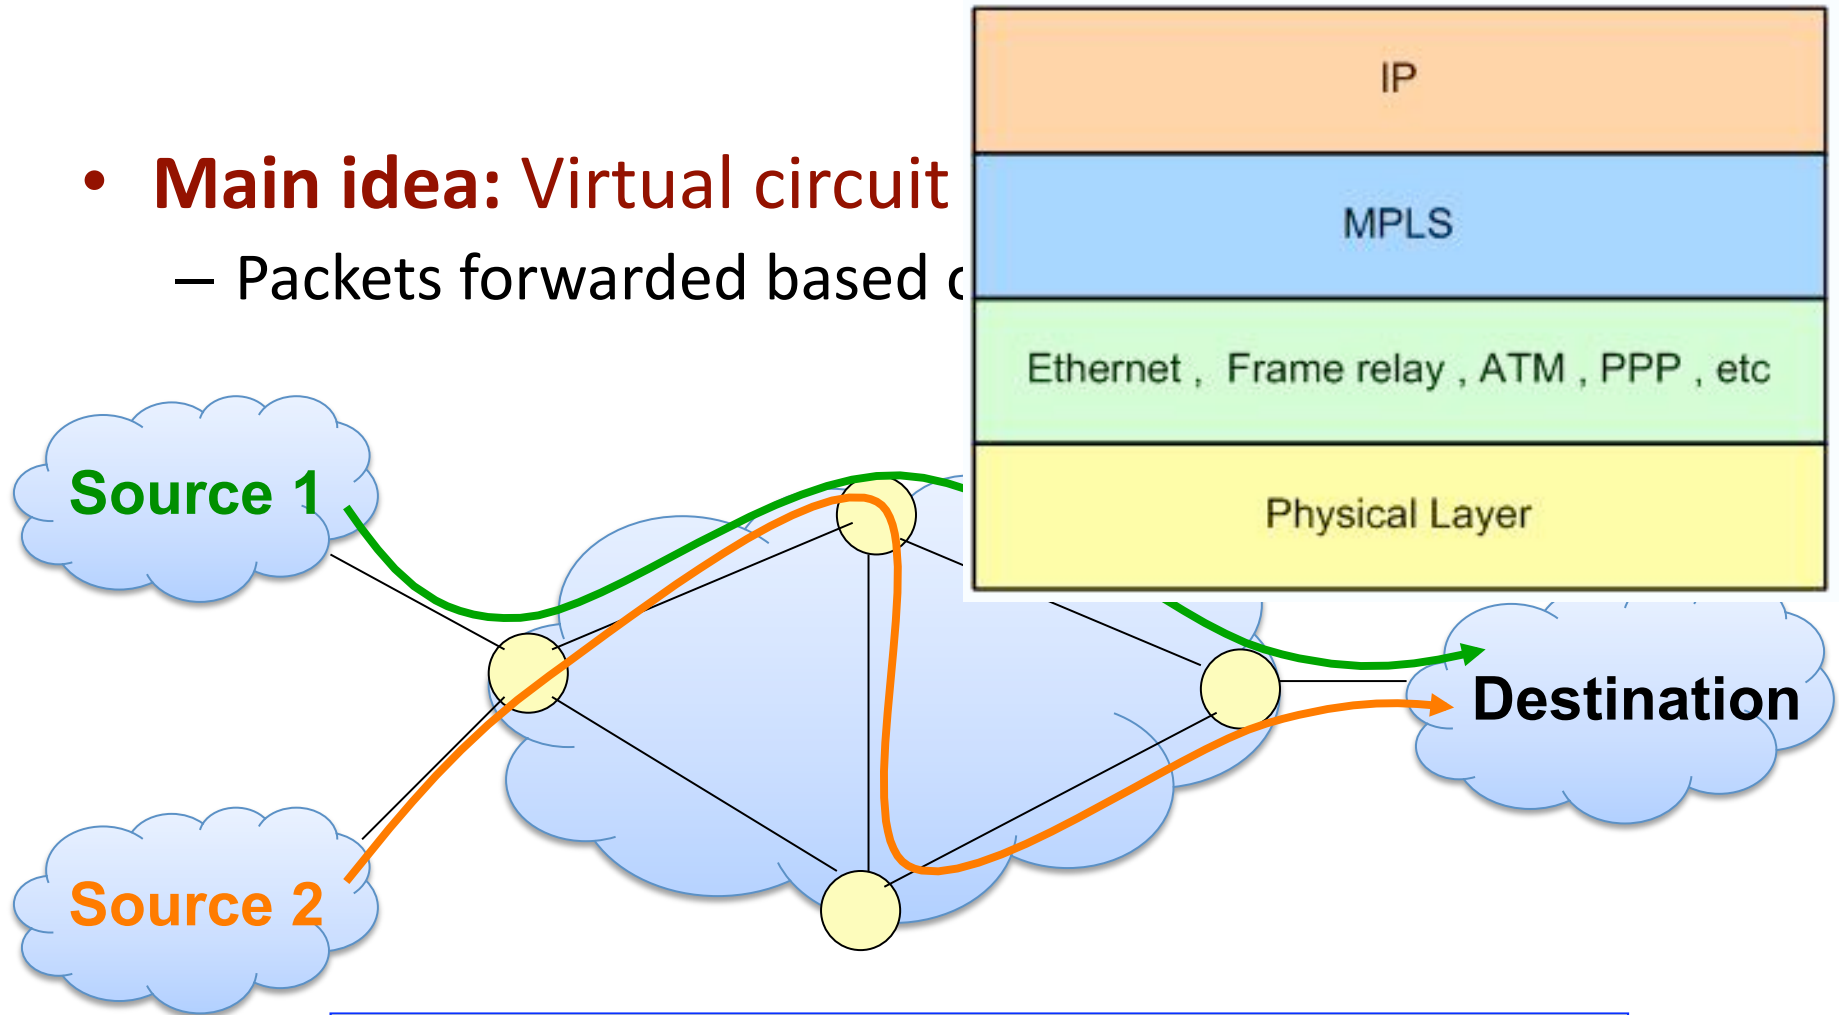 • Main idea: Virtual circuit
– Packets forwarded based
IP
MPLS
Ethernet , Frame relay , ATM , PPP , etc
Physical Layer
Source 1
Destination
Source 2